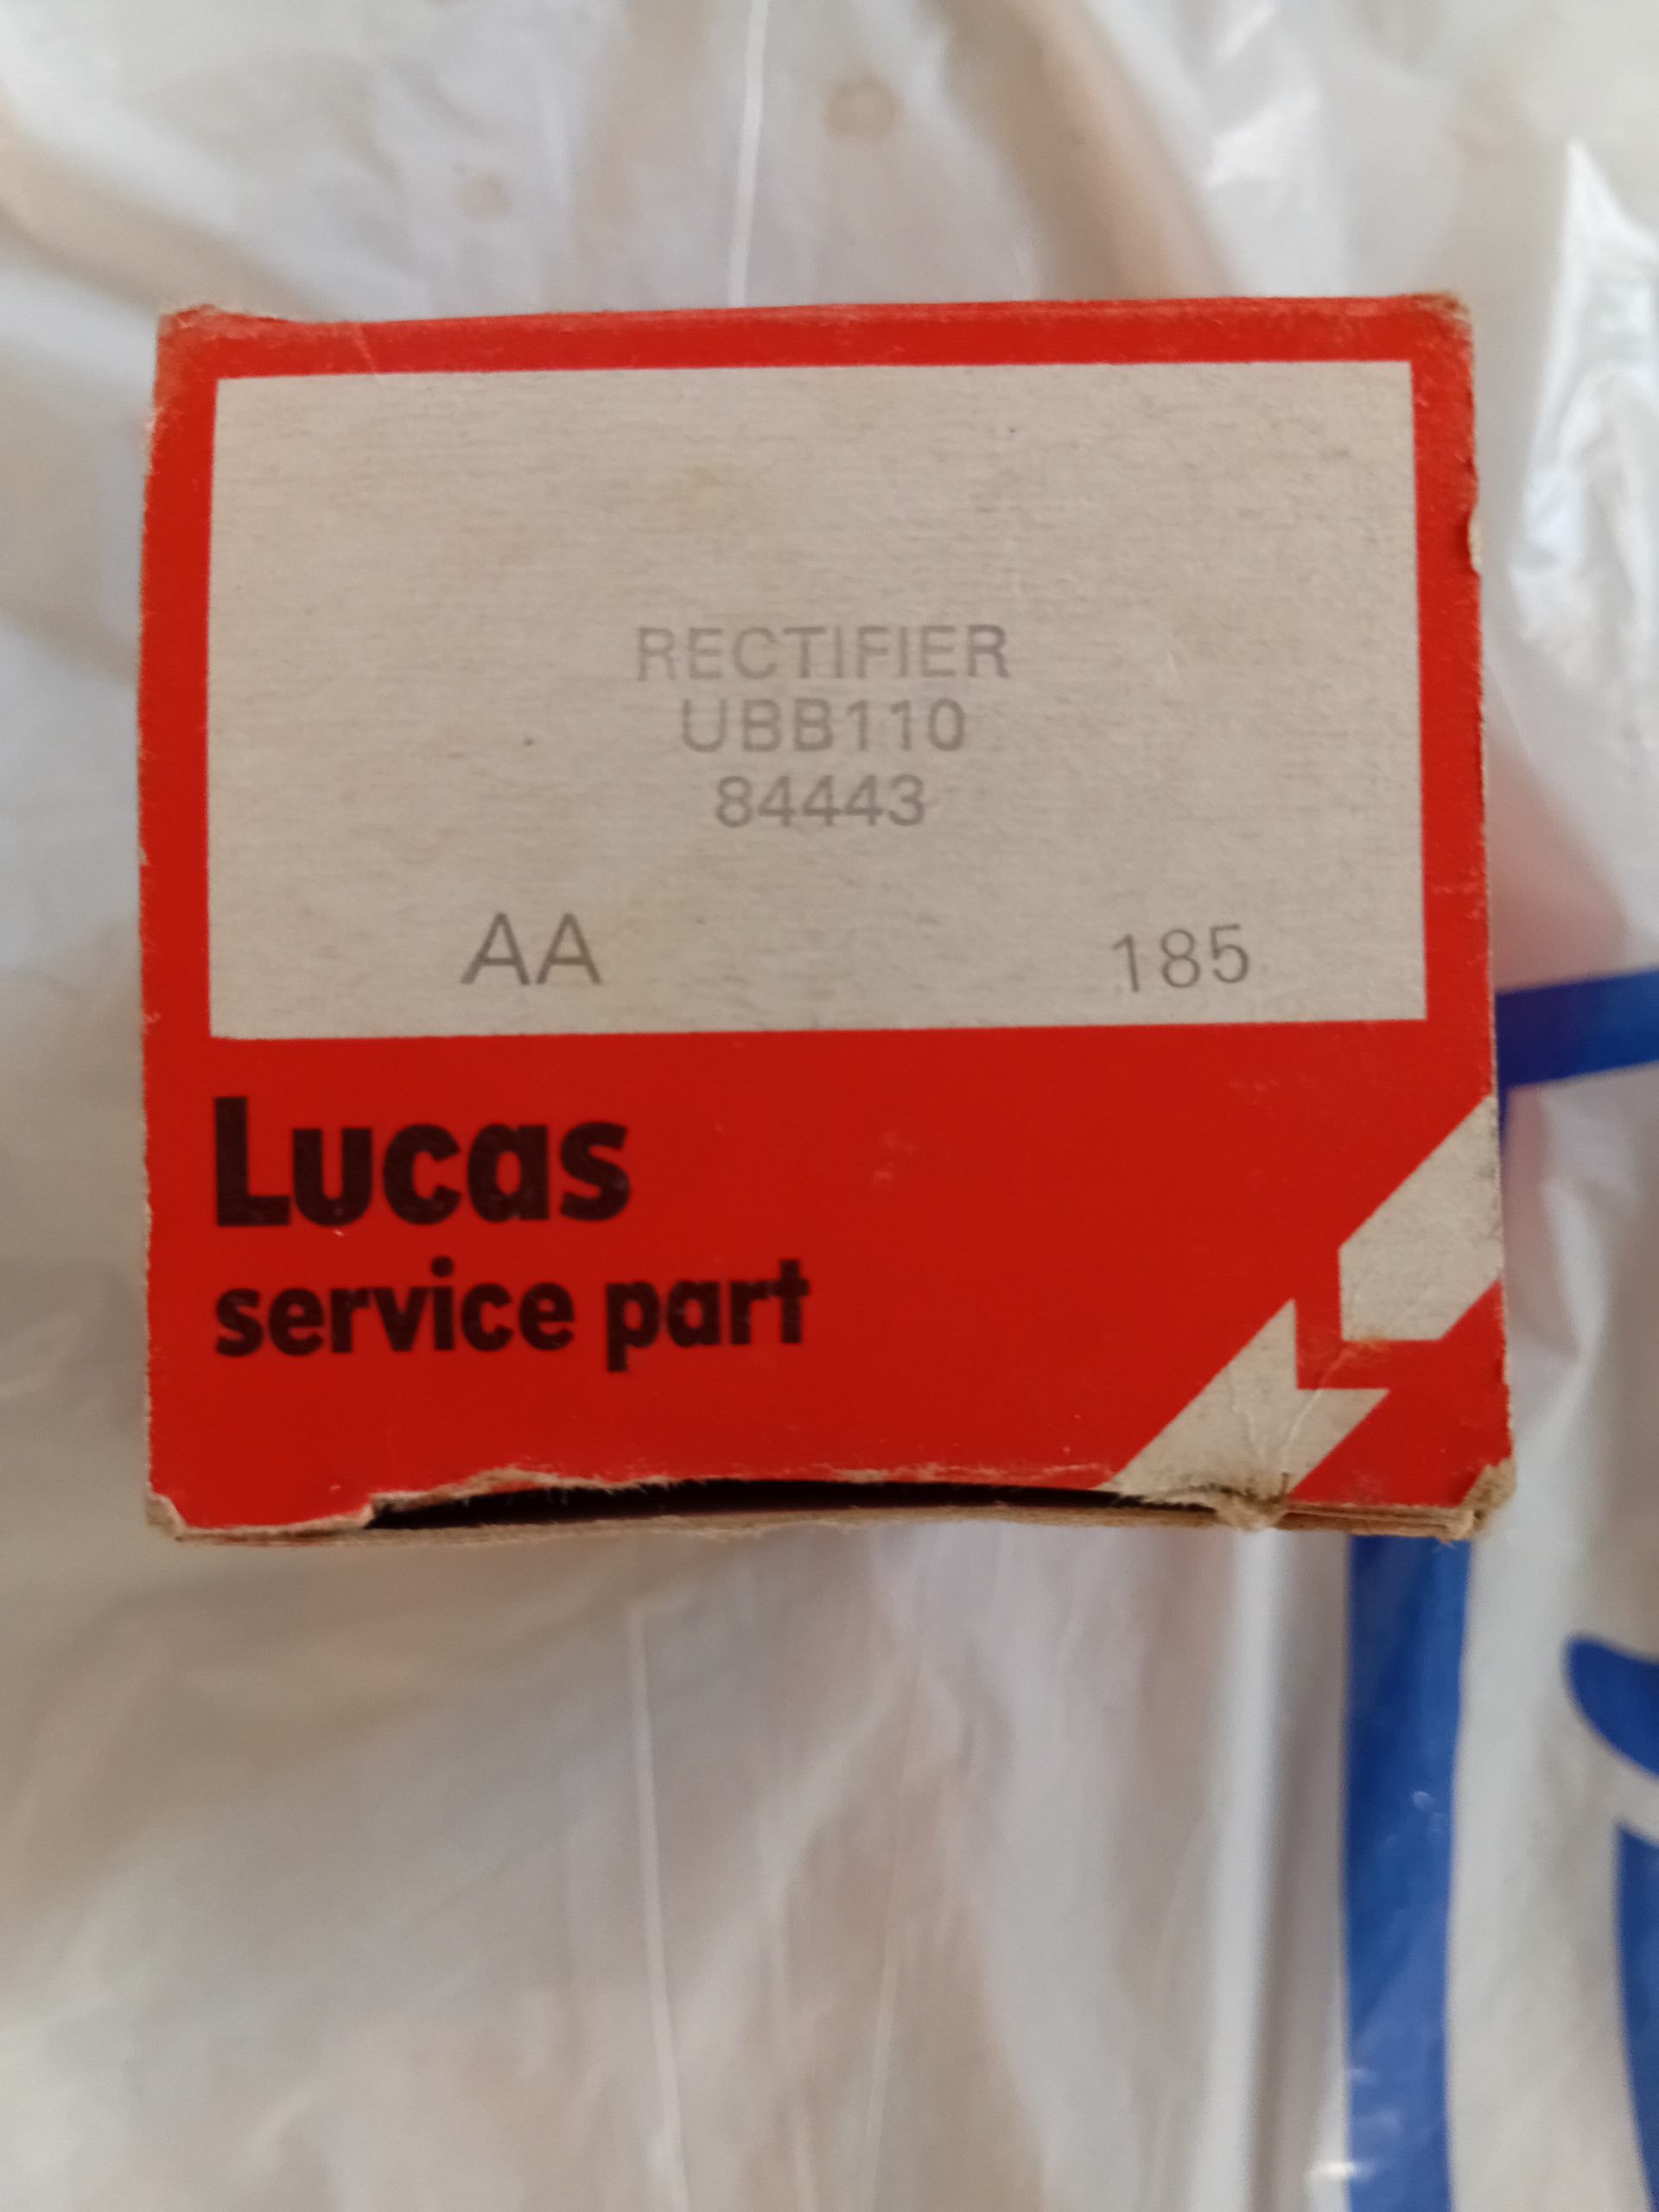 RECTIFIER
UBB110
84443
AA 185
Lucas
service part